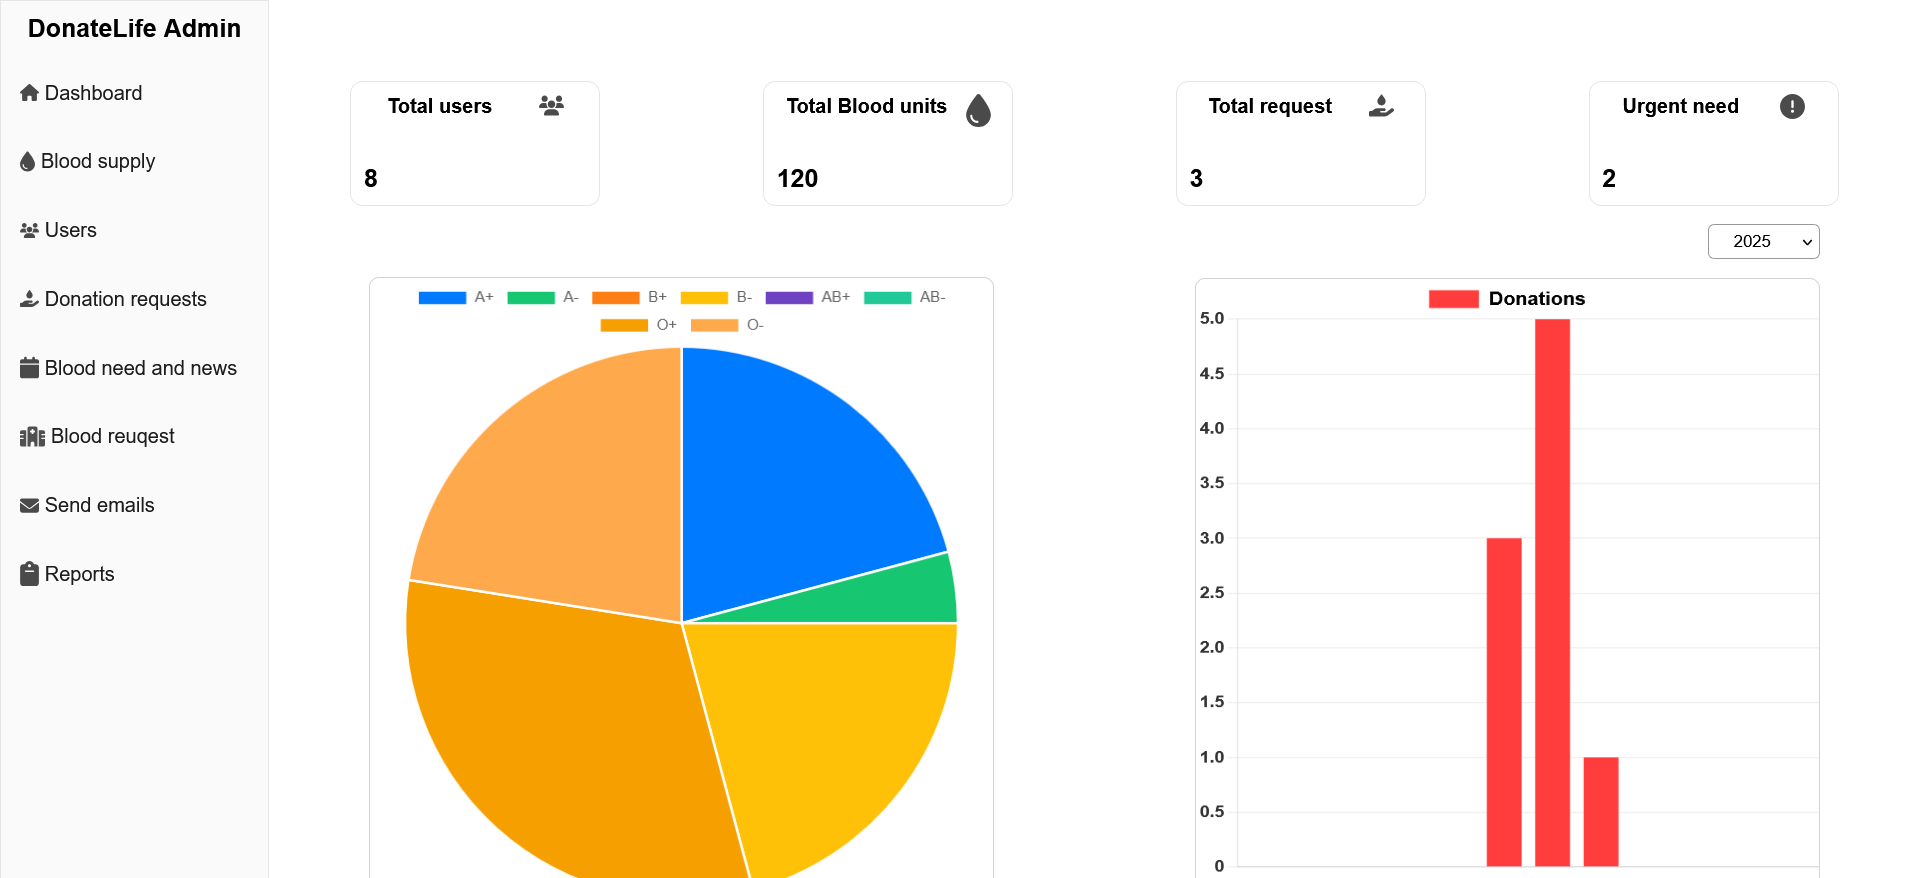 DonateLife Admin
Dashboard
Blood supply
Users
Donation requests
Blood need and news
Blood reuqest
Send emails
Reports
Total users
8
Total Blood units
120
Total request
3
Urgent need
2
2025
A+ A- B+ B- AB+ AB-
O+ O-
Donations
5.0
4.5
4.0
3.5
3.0
2.5
2.0
1.5
1.0
0.5
0